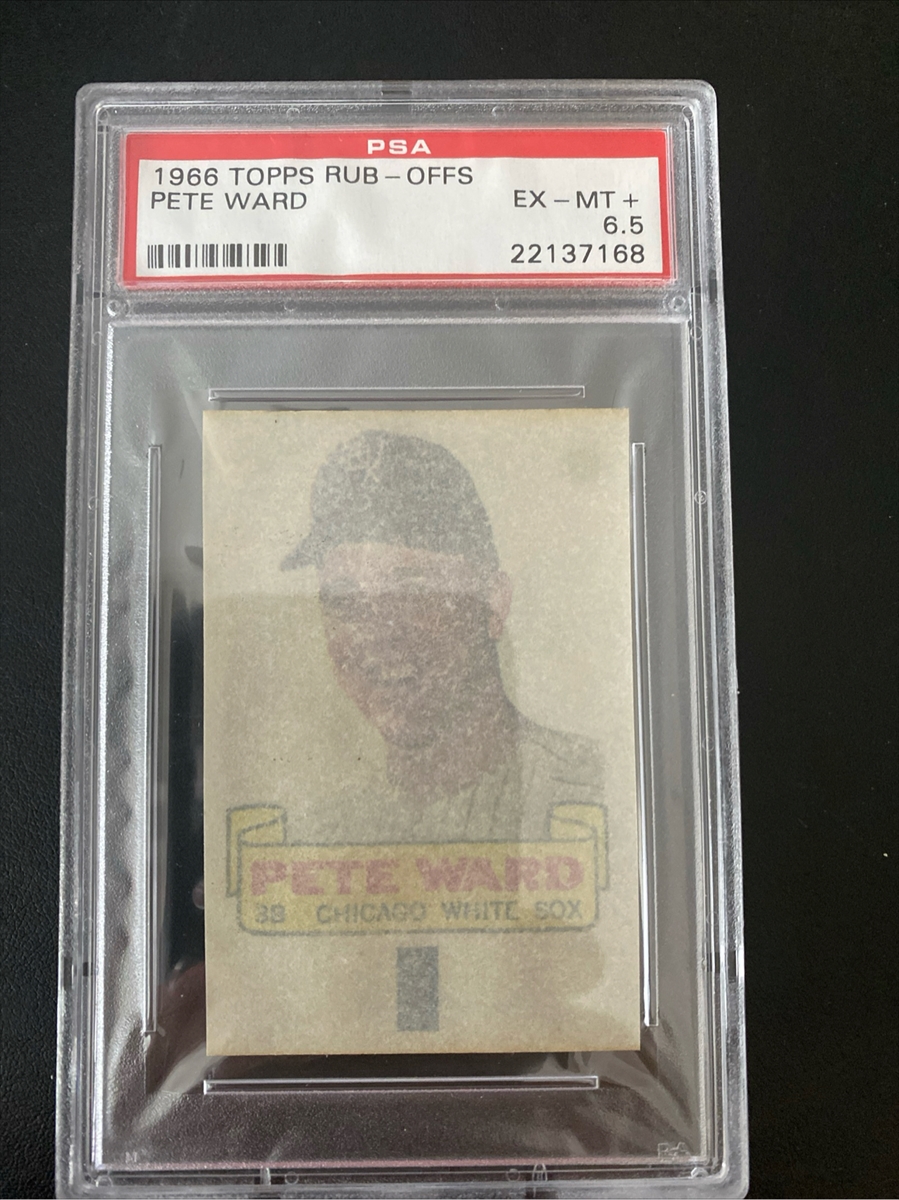 PSA
1966 TOPPS RUB-OFFS
PETE WARD
EX-MT+
6.5
22137168
PETE WARD
3B CHICAGO WHITE SOX